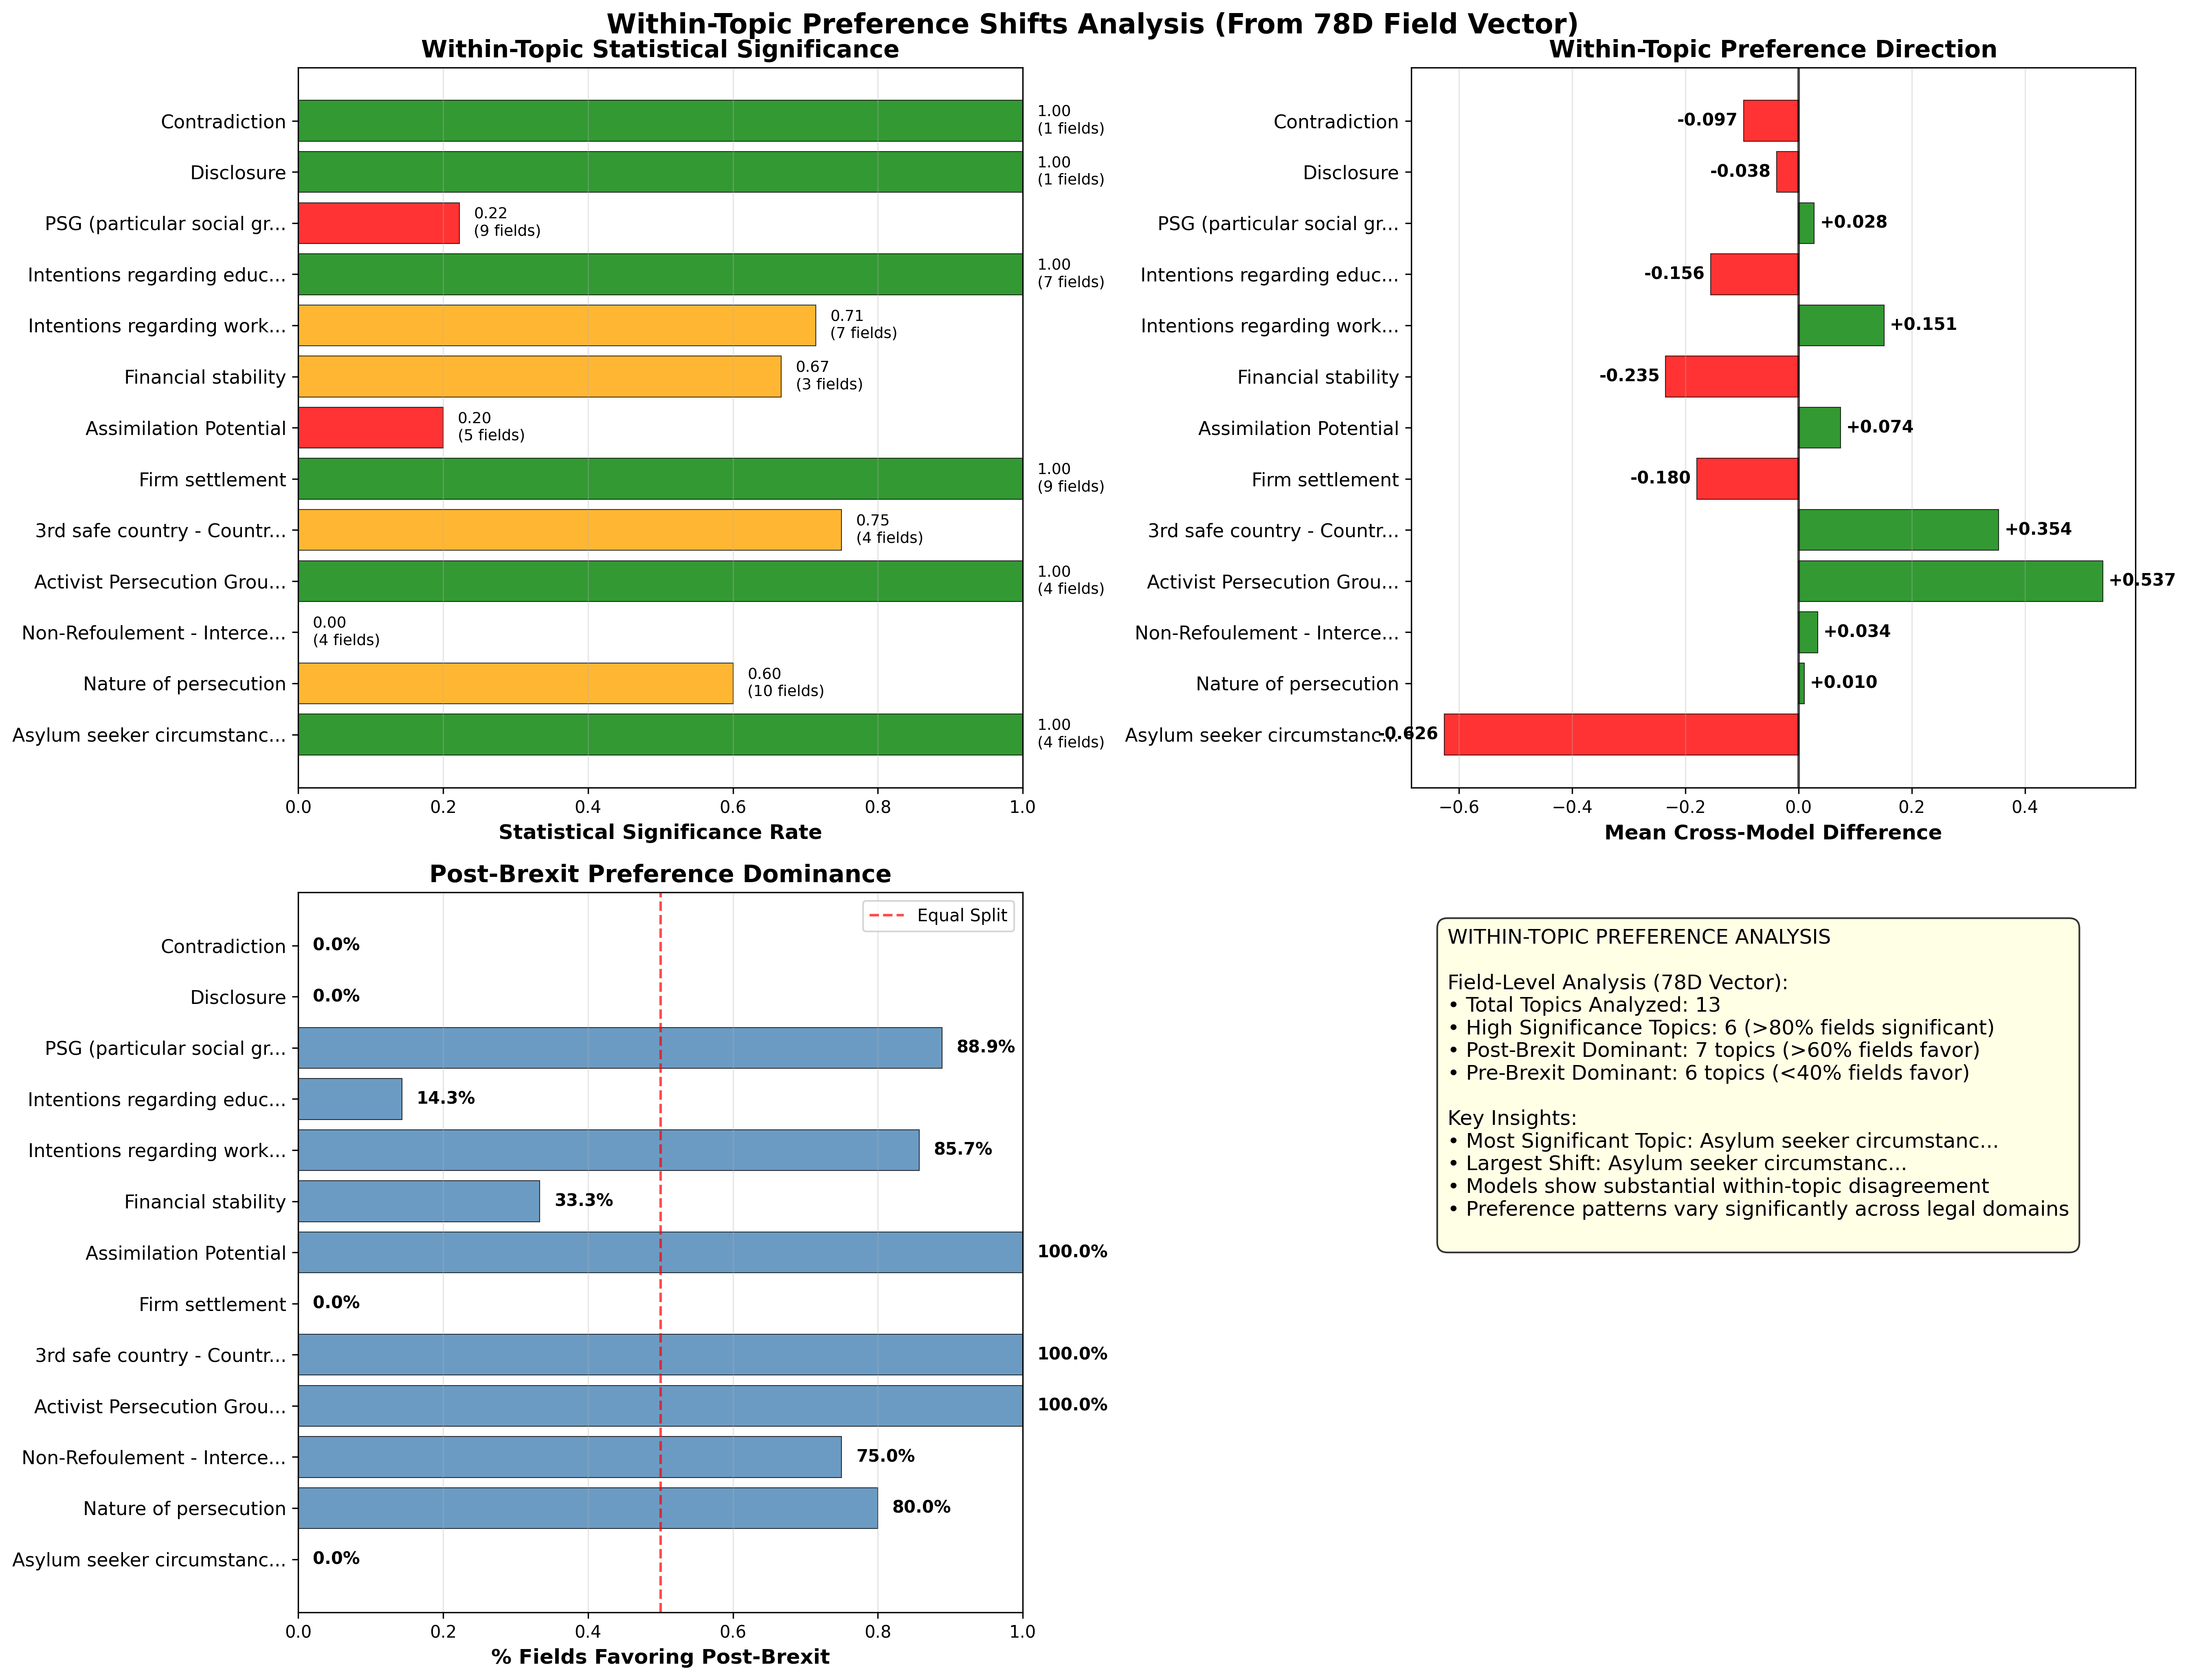 Within-Topic Preference Shifts Analysis (From 78D Field Vector)
Within-Topic Statistical Significance
Contradiction
1.00
(1 fields)
Disclosure
1.00
(1 fields)
PSG (particular social gr...
0.22
(9 fields)
Intentions regarding educ...
1.00
(7 fields)
Intentions regarding work...
0.71
(7 fields)
Financial stability
0.67
(3 fields)
Assimilation Potential
0.20
(5 fields)
Firm settlement
1.00
(9 fields)
3rd safe country - Countr...
0.75
(4 fields)
Activist Persecution Grou...
1.00
(4 fields)
Non-Refoulement - Interce...
0.00
(4 fields)
Nature of persecution
0.60
(10 fields)
Asylum seeker circumstanc...
1.00
(4 fields)
0.0 0.2 0.4 0.6 0.8 1.0
Statistical Significance Rate
Within-Topic Preference Direction
Contradiction -0.097
Disclosure -0.038
PSG (particular social gr... +0.028
Intentions regarding educ... -0.156
Intentions regarding work... +0.151
Financial stability -0.235
Assimilation Potential +0.074
Firm settlement -0.180
3rd safe country - Countr... +0.354
Activist Persecution Grou... +0.537
Non-Refoulement - Interce... +0.034
Nature of persecution +0.010
Asylum seeker circumstanc... -0.626
−0.6 −0.4 −0.2 0.0 0.2 0.4
Mean Cross-Model Difference
Post-Brexit Preference Dominance
Equal Split
Contradiction 0.0%
Disclosure 0.0%
PSG (particular social gr... 88.9%
Intentions regarding educ... 14.3%
Intentions regarding work... 85.7%
Financial stability 33.3%
Assimilation Potential 100.0%
Firm settlement 0.0%
3rd safe country - Countr... 100.0%
Activist Persecution Grou... 100.0%
Non-Refoulement - Interce... 75.0%
Nature of persecution 80.0%
Asylum seeker circumstanc... 0.0%
0.0 0.2 0.4 0.6 0.8 1.0
% Fields Favoring Post-Brexit
WITHIN-TOPIC PREFERENCE ANALYSIS
Field-Level Analysis (78D Vector):
• Total Topics Analyzed: 13
• High Significance Topics: 6 (>80% fields significant)
• Post-Brexit Dominant: 7 topics (>60% fields favor)
• Pre-Brexit Dominant: 6 topics (<40% fields favor)
Key Insights:
• Most Significant Topic: Asylum seeker circumstanc...
• Largest Shift: Asylum seeker circumstanc...
• Models show substantial within-topic disagreement
• Preference patterns vary significantly across legal domains